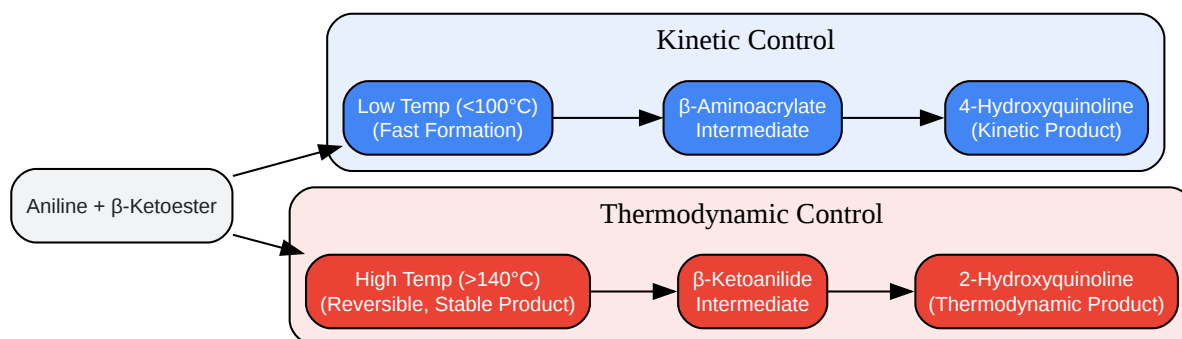 Kinetic Control
Low Temp (<100°C)
(Fast Formation)
β-Aminoacrylate
Intermediate
4-Hydroxyquinoline
(Kinetic Product)
Aniline + β-Ketoester
Thermodynamic Control
High Temp (>140°C)
(Reversible, Stable Product)
β-Ketoanilide
Intermediate
2-Hydroxyquinoline
(Thermodynamic Product)